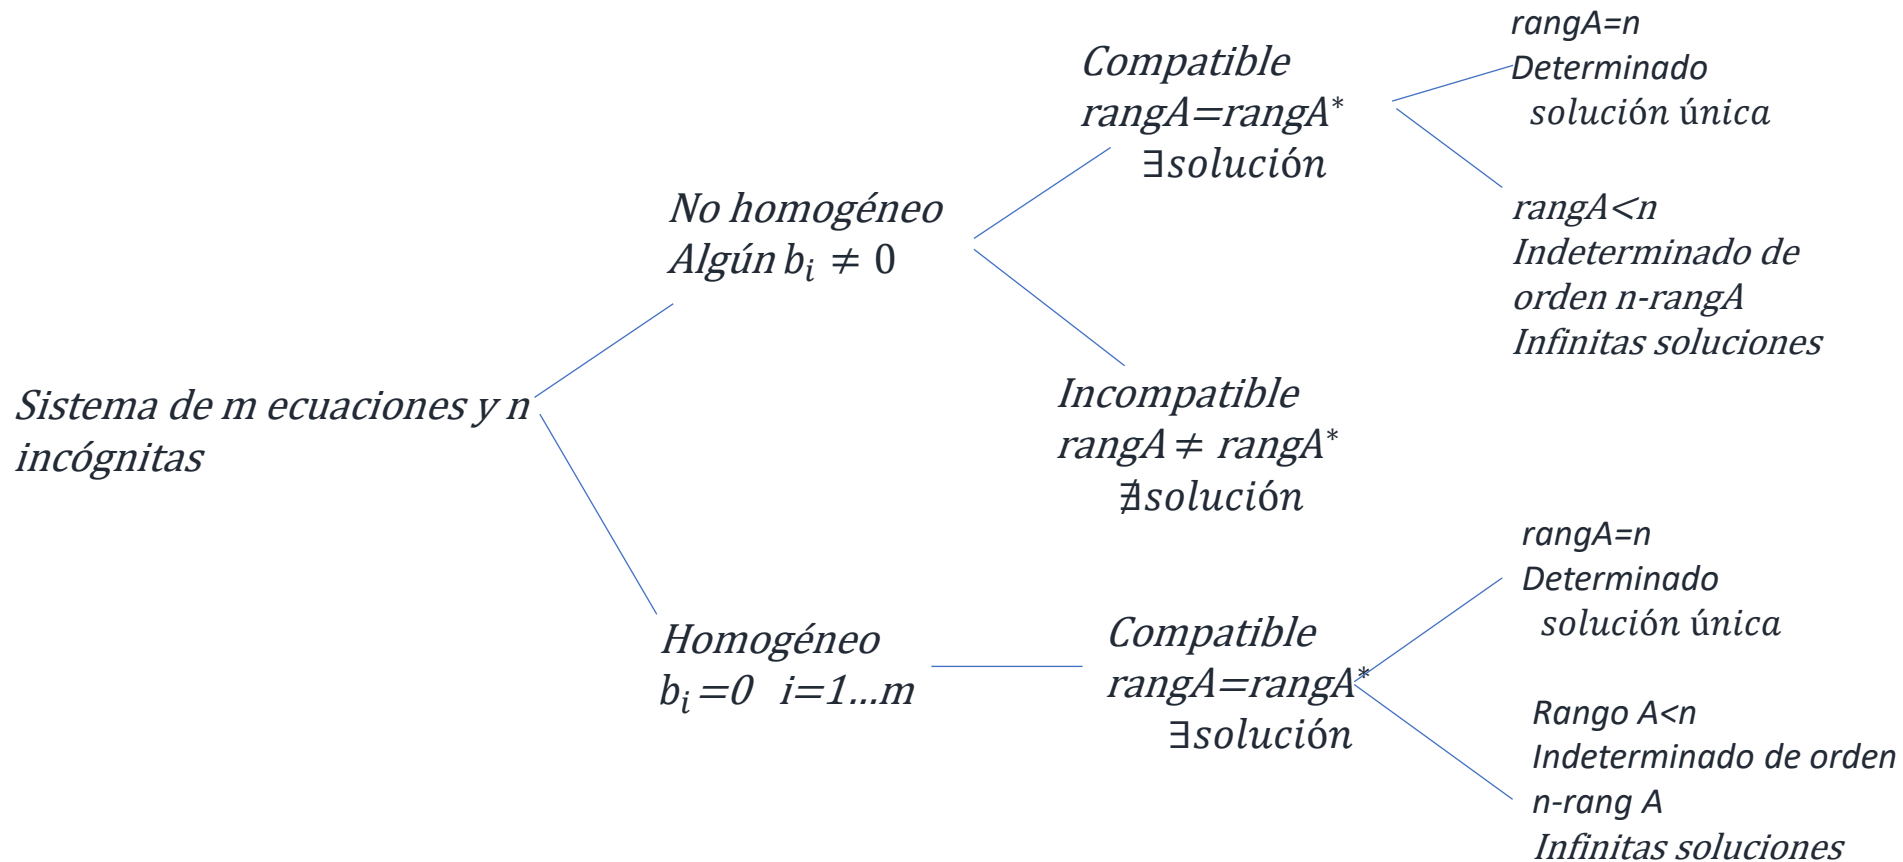 Sistema de m ecuaciones y n
incógnitas
No homogéneo
Algún b_i ≠ 0
Compatible
rangA=rangA*
∃solución
rangA=n
Determinado
solución única
rangA<n
Indeterminado de
orden n-rangA
Infinitas soluciones
Incompatible
rangA ≠ rangA*
∄solución
Homogéneo
b_i=0 i=1...m
Compatible
rangA=rangA*
∃solución
rangA=n
Determinado
solución única
Rango A<n
Indeterminado de orden
n-rang A
Infinitas soluciones